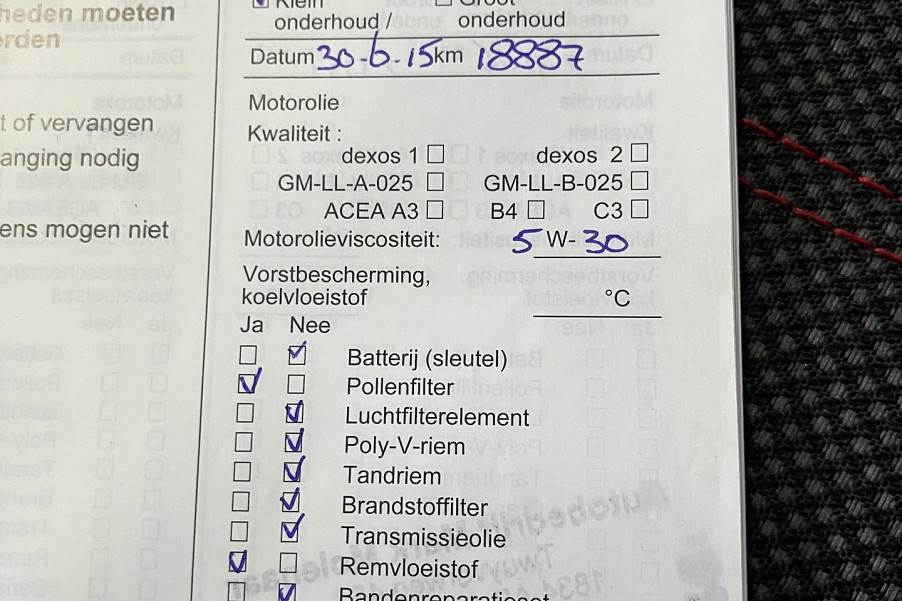 heden moeten
rden
t of vervangen
anging nodig
ens mogen niet
Klein Groot
onderhoud / onderhoud
Datum 30-6-15 km 18887
Motorolie
Kwaliteit :
dexos 1 dexos 2
GM-LL-A-025 GM-LL-B-025
ACEA A3 B4 C3
Motorolieviscositeit: 5 W-30
Vorstbescherming,
koelvloeistof °C
Ja Nee
Batterij (sleutel)
Pollenfilter
Luchtfilterelement
Poly-V-riem
Tandriem
Brandstoffilter
Transmissieolie
Remvloeistof
Bandenreparatieset